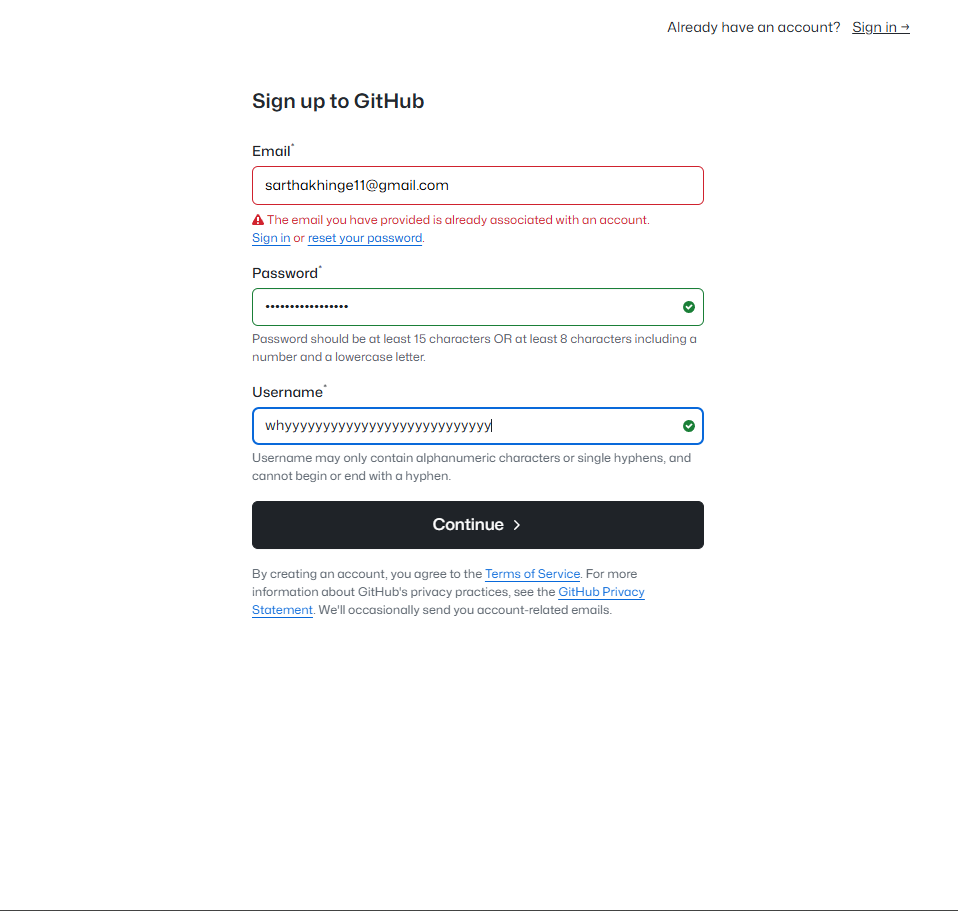 Already have an account? Sign in →
Sign up to GitHub
Email*
sarthakhinge11@gmail.com
The email you have provided is already associated with an account.
Sign in or reset your password.
Password*
•••••••••••••••••
Password should be at least 15 characters OR at least 8 characters including a
number and a lowercase letter.
Username*
whyyyyyyyyyyyyyyyyyyyyyyyyyyyy
Username may only contain alphanumeric characters or single hyphens, and
cannot begin or end with a hyphen.
Continue
By creating an account, you agree to the Terms of Service. For more
information about GitHub's privacy practices, see the GitHub Privacy
Statement. We'll occasionally send you account-related emails.